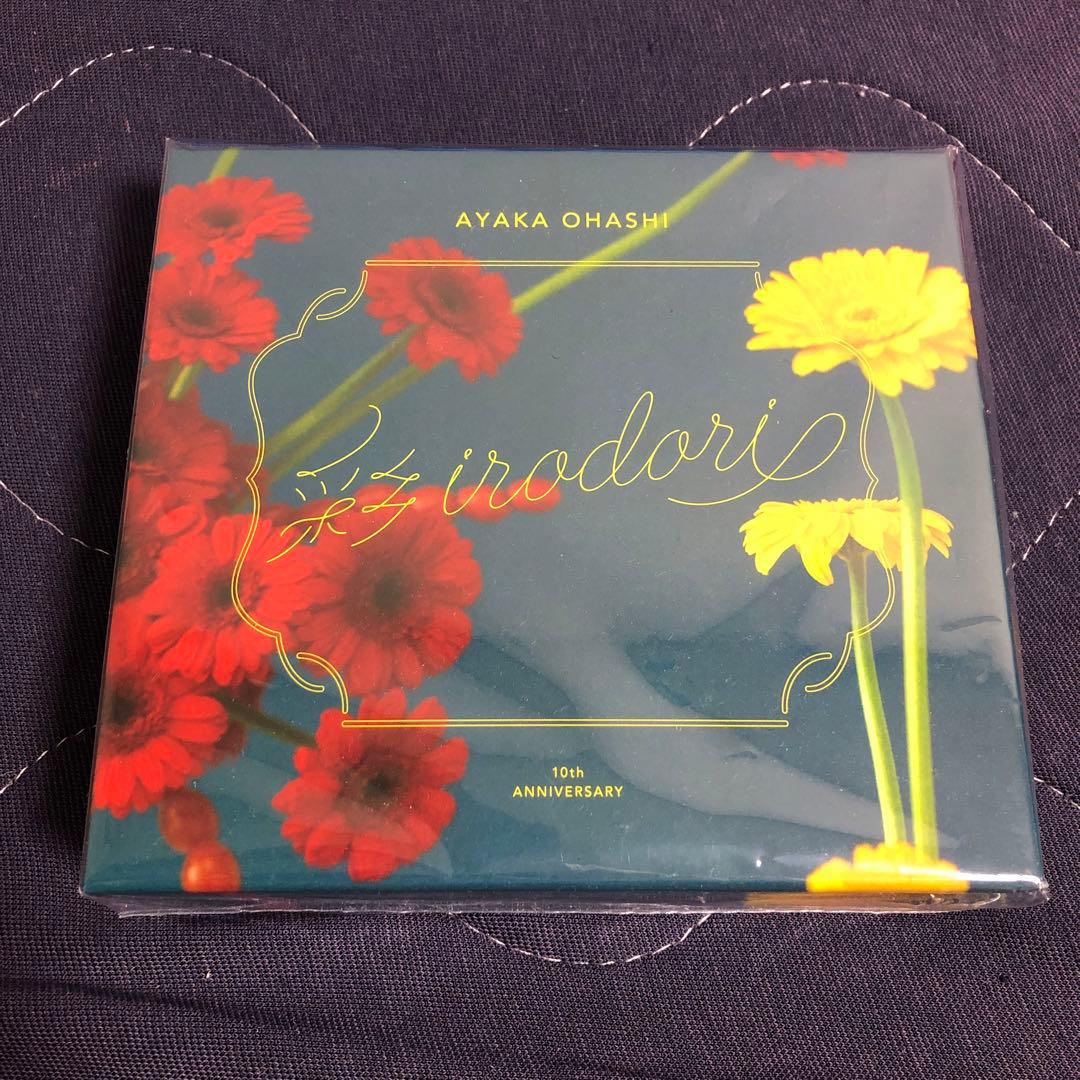 AYAKA OHASHI
彩 irodori
10th
ANNIVERSARY